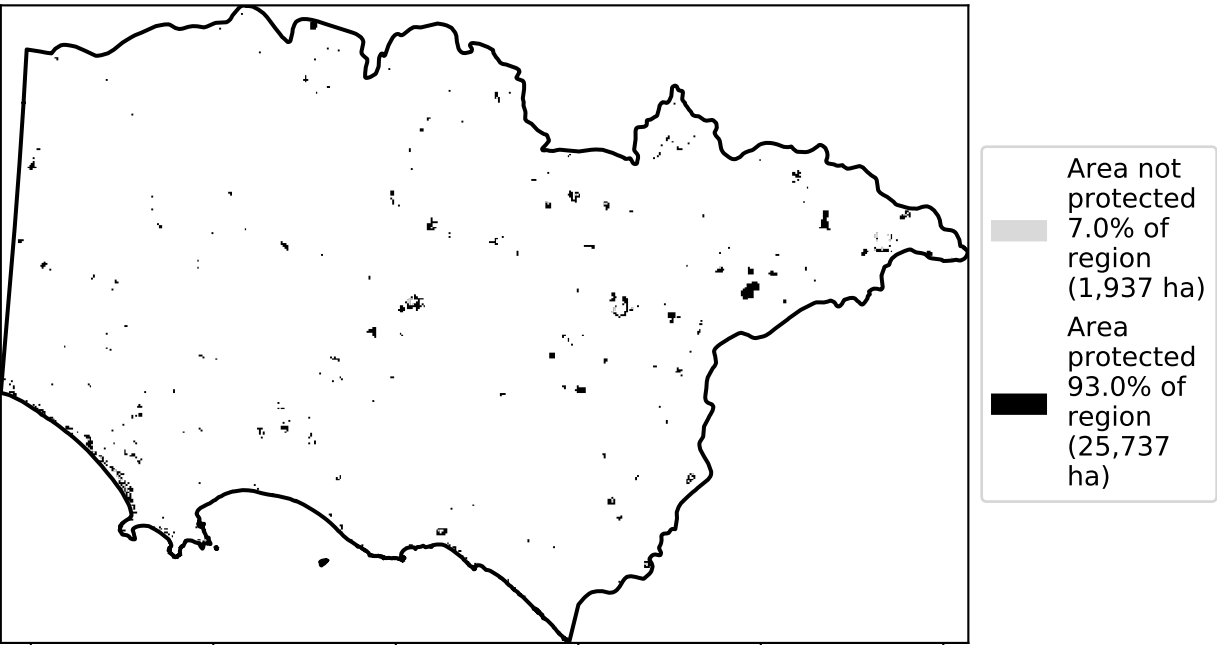 Area not
protected
7.0% of
region
(1,937 ha)
Area
protected
93.0% of
region
(25,737
ha)